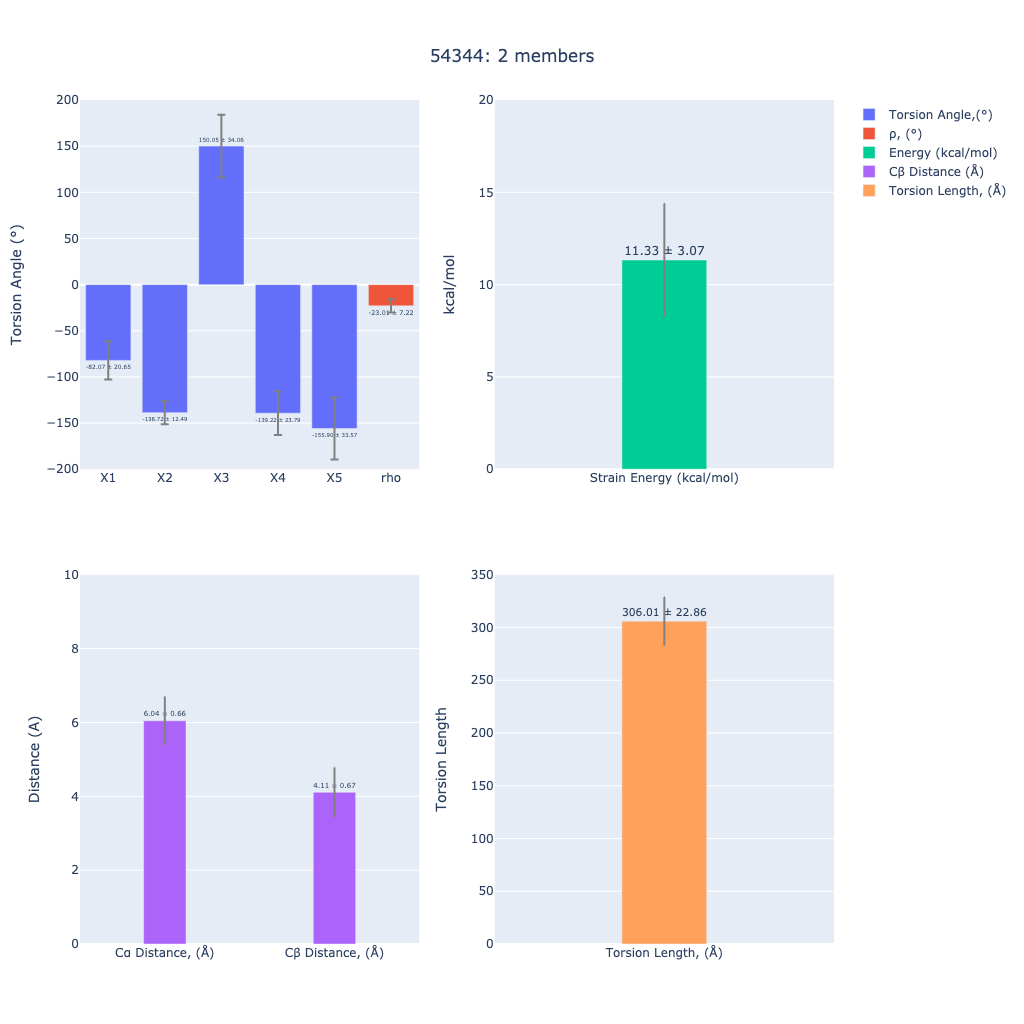 54344: 2 members
200
150
100
50
0
−50
−100
−150
−200
Torsion Angle (°)
150.05 ± 34.06
-82.07 ± 20.65
-138.72 ± 12.49
-139.22 ± 23.79
-155.90 ± 33.57
-23.01 ± 7.22
X1 X2 X3 X4 X5 rho
20
15
10
5
0
kcal/mol
11.33 ± 3.07
Strain Energy (kcal/mol)
Torsion Angle,(°)
ρ, (°)
Energy (kcal/mol)
Cβ Distance (Å)
Torsion Length, (Å)
10
8
6
4
2
0
Distance (A)
6.04 ± 0.66
4.11 ± 0.67
Cα Distance, (Å) Cβ Distance, (Å)
350
300
250
200
150
100
50
0
Torsion Length
306.01 ± 22.86
Torsion Length, (Å)